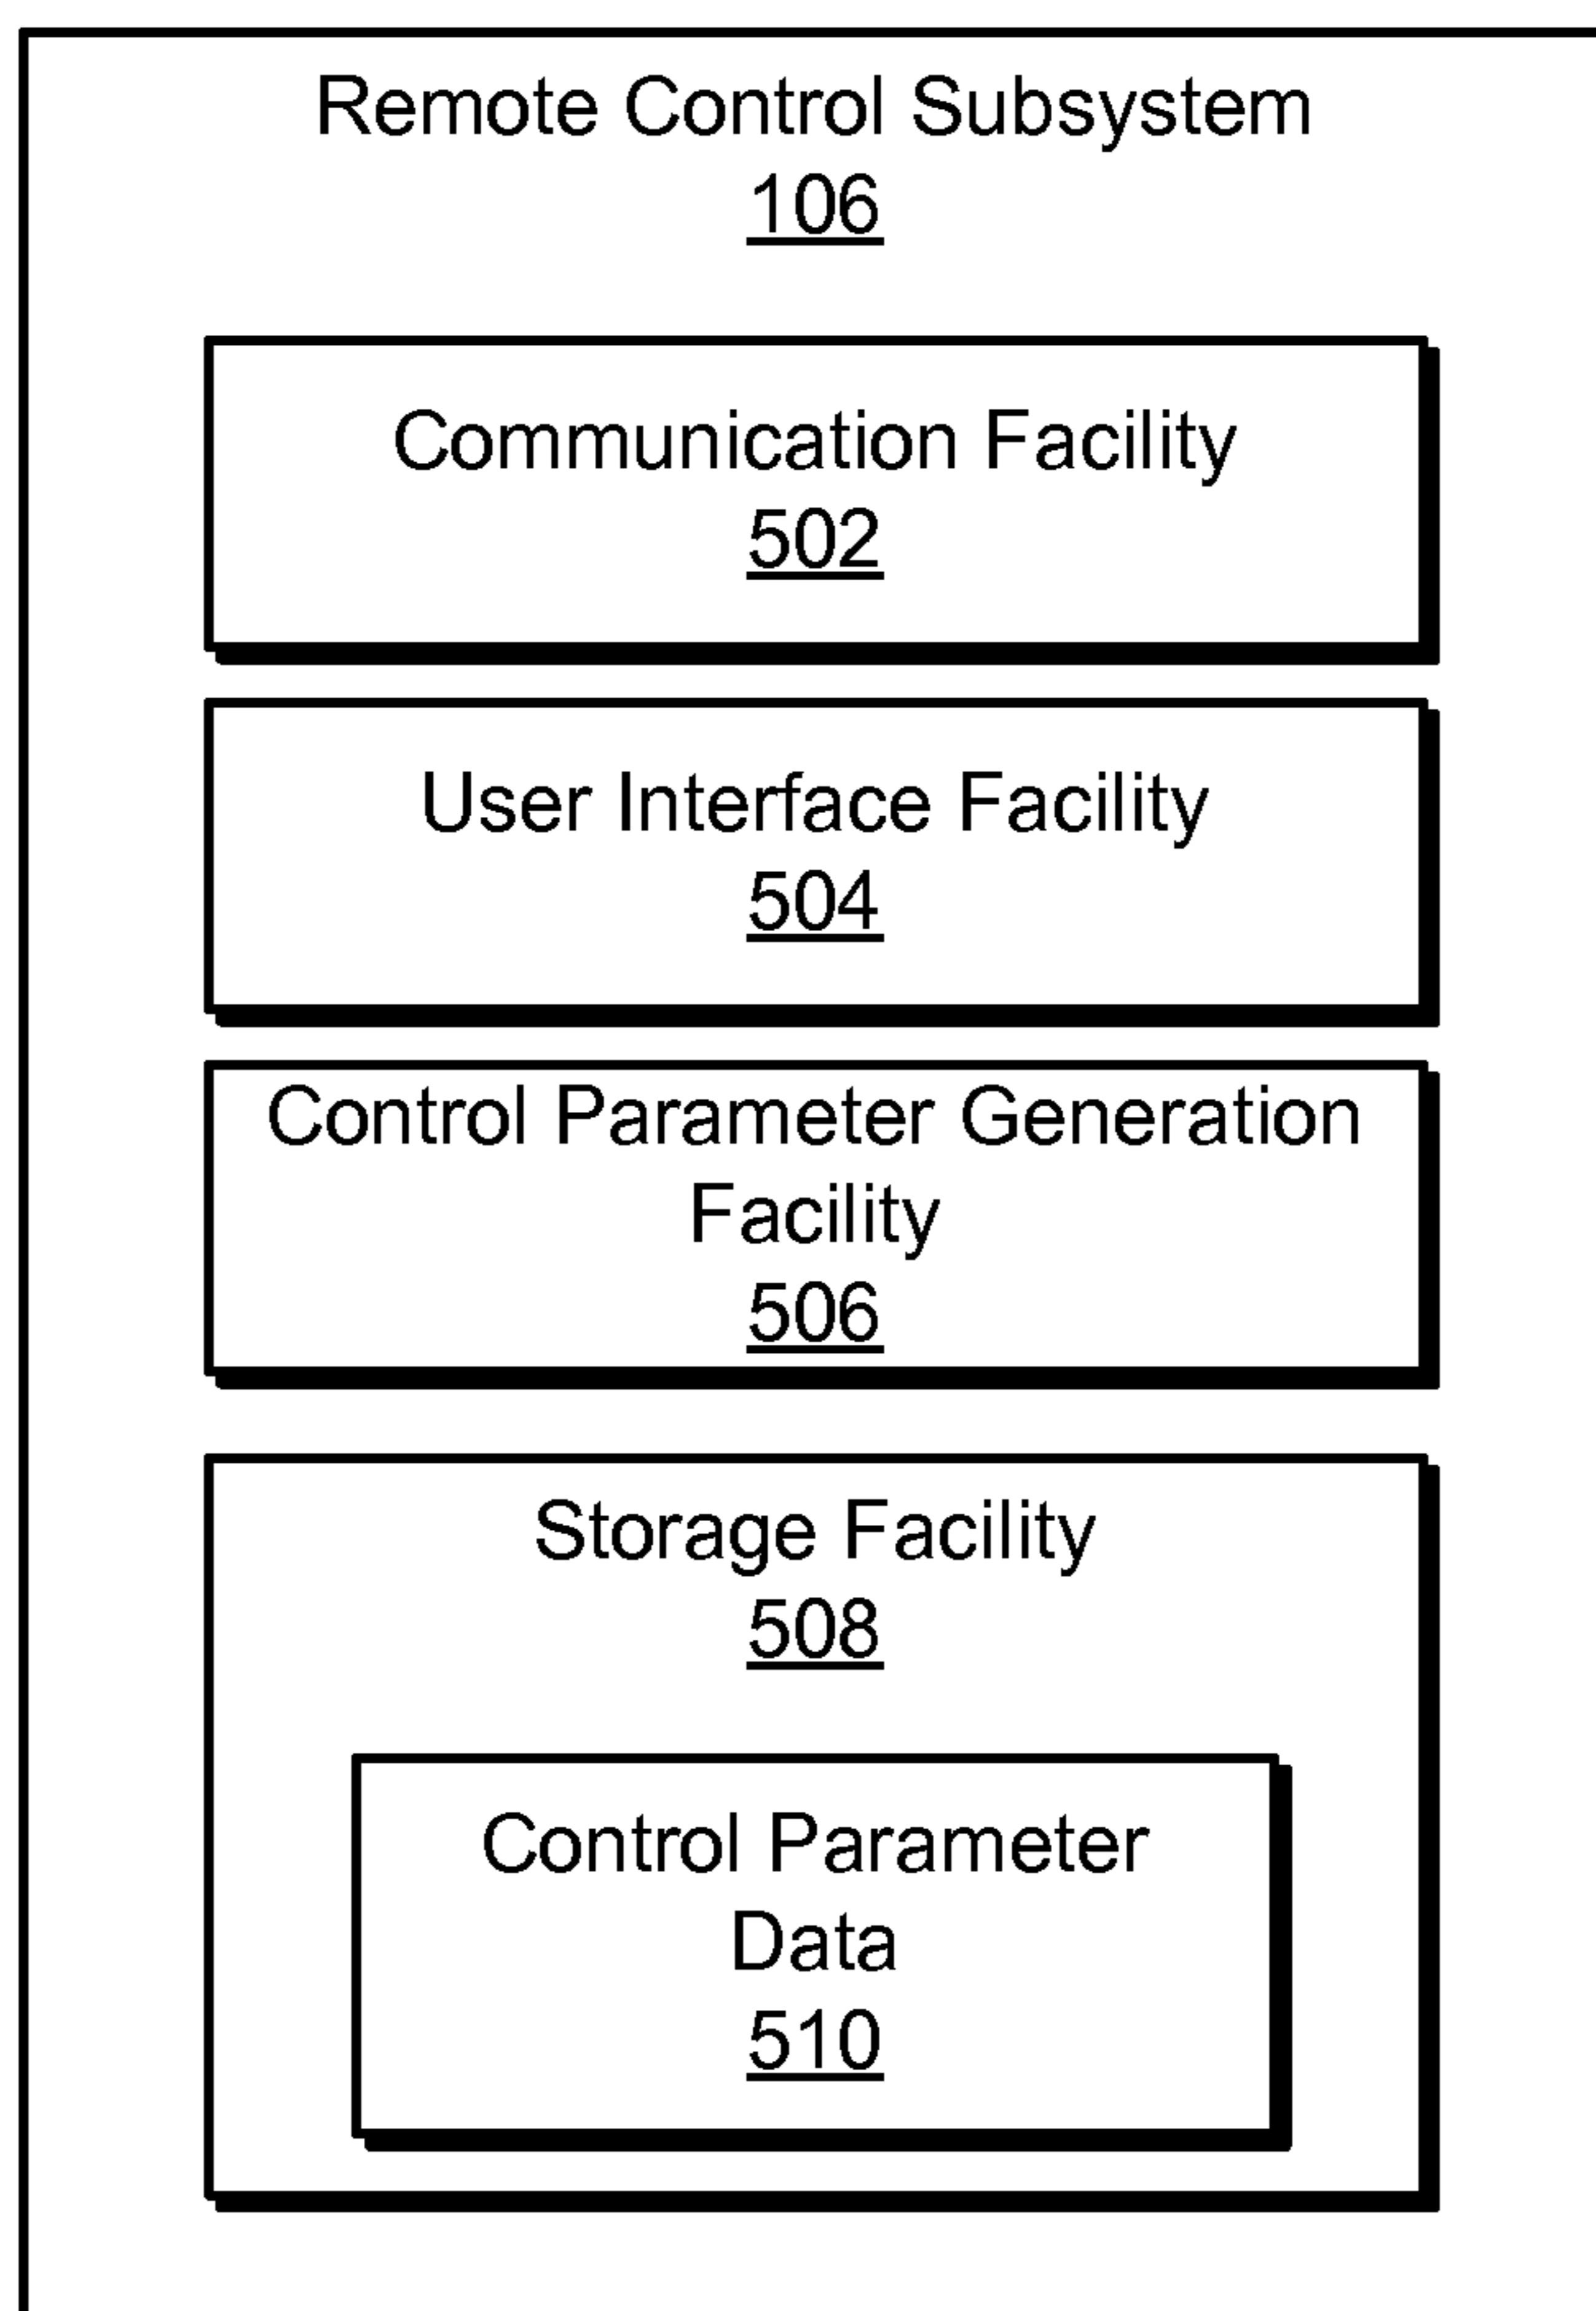 Remote Control Subsystem
106
Communication Facility
502
User Interface Facility
504
Control Parameter Generation
Facility
506
Storage Facility
508
Control Parameter
Data
510